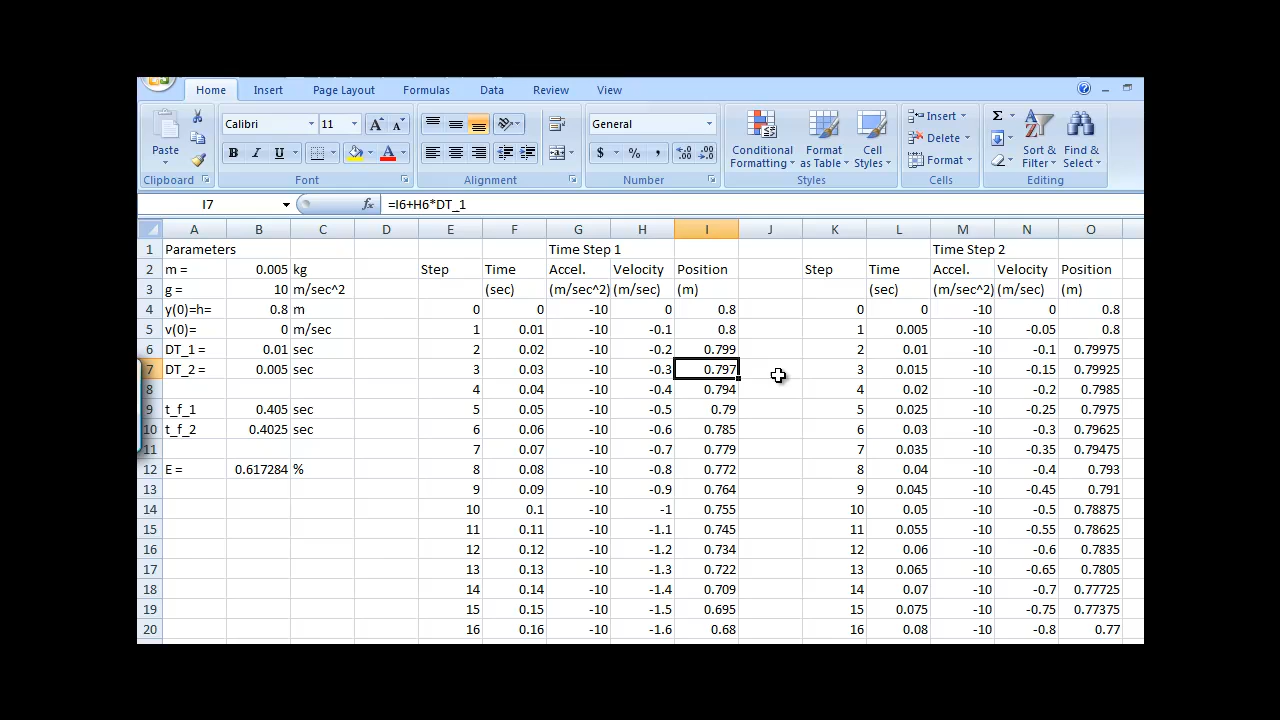 Home Insert Page Layout Formulas Data Review View
Calibri 11 General Insert
Paste Conditional Formatting Format as Table Cell Styles Delete Sort & Filter Find & Select
B I U A $ % , Format
Clipboard Font Alignment Number Styles Cells Editing
I7 fx =I6+H6*DT_1
A B C D E F G H I J K L M N O
1 Parameters Time Step 1 Time Step 2
2 m = 0.005 kg Step Time Accel. Velocity Position Step Time Accel. Velocity Position
3 g = 10 m/sec^2 (sec) (m/sec^2) (m/sec) (m) (sec) (m/sec^2) (m/sec) (m)
4 y(0)=h= 0.8 m 0 0 -10 0 0.8 0 0 -10 0 0.8
5 v(0)= 0 m/sec 1 0.01 -10 -0.1 0.8 1 0.005 -10 -0.05 0.8
6 DT_1 = 0.01 sec 2 0.02 -10 -0.2 0.799 2 0.01 -10 -0.1 0.79975
7 DT_2 = 0.005 sec 3 0.03 -10 -0.3 0.797 3 0.015 -10 -0.15 0.79925
8 4 0.04 -10 -0.4 0.794 4 0.02 -10 -0.2 0.7985
9 t_f_1 0.405 sec 5 0.05 -10 -0.5 0.79 5 0.025 -10 -0.25 0.7975
10 t_f_2 0.4025 sec 6 0.06 -10 -0.6 0.785 6 0.03 -10 -0.3 0.79625
11 7 0.07 -10 -0.7 0.779 7 0.035 -10 -0.35 0.79475
12 E = 0.617284 % 8 0.08 -10 -0.8 0.772 8 0.04 -10 -0.4 0.793
13 9 0.09 -10 -0.9 0.764 9 0.045 -10 -0.45 0.791
14 10 0.1 -10 -1 0.755 10 0.05 -10 -0.5 0.78875
15 11 0.11 -10 -1.1 0.745 11 0.055 -10 -0.55 0.78625
16 12 0.12 -10 -1.2 0.734 12 0.06 -10 -0.6 0.7835
17 13 0.13 -10 -1.3 0.722 13 0.065 -10 -0.65 0.7805
18 14 0.14 -10 -1.4 0.709 14 0.07 -10 -0.7 0.77725
19 15 0.15 -10 -1.5 0.695 15 0.075 -10 -0.75 0.77375
20 16 0.16 -10 -1.6 0.68 16 0.08 -10 -0.8 0.77